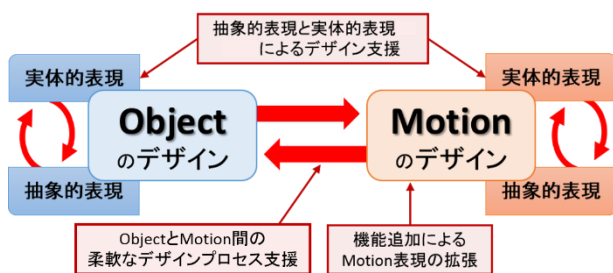 抽象的表現と実体的表現
によるデザイン支援
実体的表現
実体的表現
Object
のデザイン
Motion
のデザイン
抽象的表現
抽象的表現
ObjectとMotion間の
柔軟なデザインプロセス支援
機能追加による
Motion表現の拡張